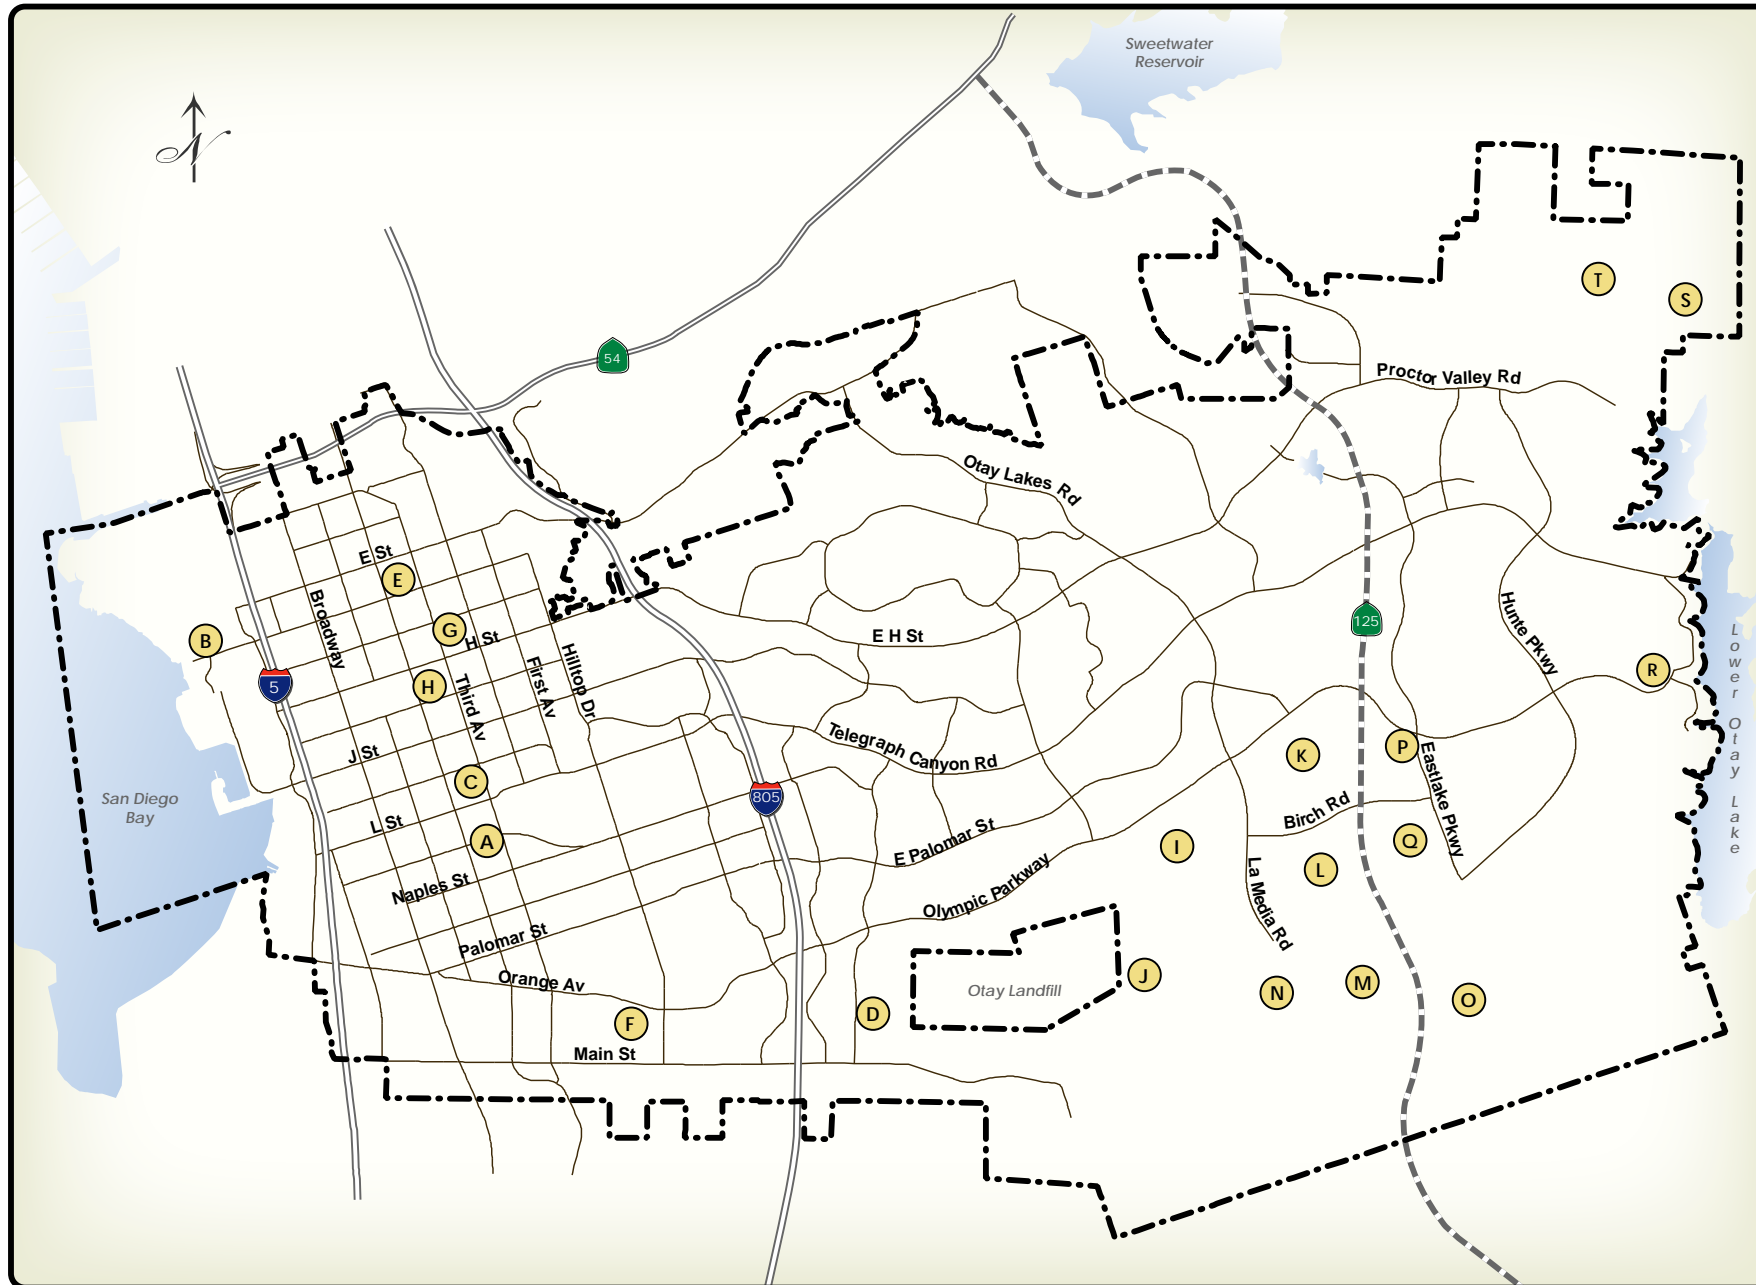 Sweetwater
Reservoir
N
54
T
S
Proctor Valley Rd
Otay Lakes Rd
E St
E
Broadway
B
G
H St
E H St
125
Hunte Pkwy
Lower Otay Lake
5
H
Third Av
First Av
Hilltop Dr
R
J St
Telegraph Canyon Rd
K
P
Eastlake Pkwy
San Diego
Bay
C
805
L St
A
E Palomar St
Birch Rd
I
Q
L
Naples St
Olympic Parkway
La Media Rd
Palomar St
Orange Av
Otay Landfill
J
N
M
O
F
D
Main St